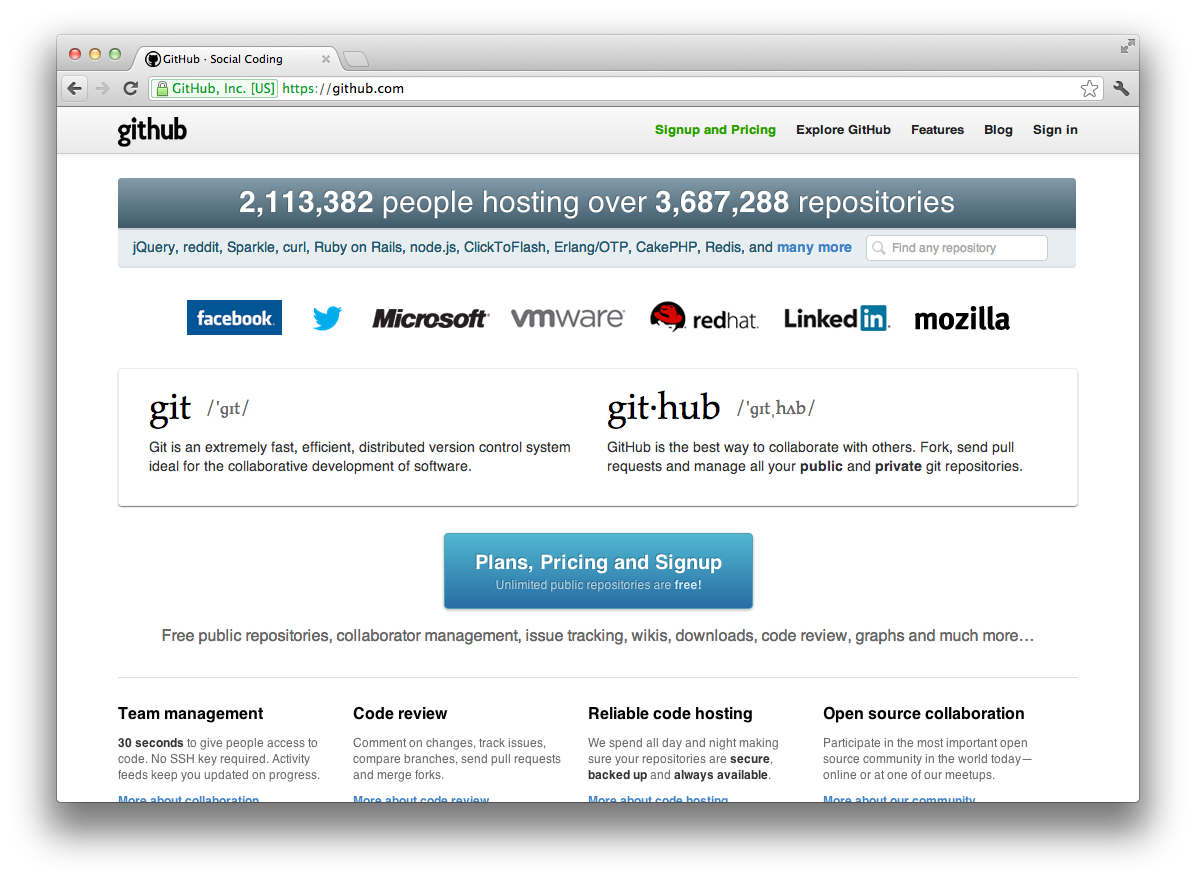 GitHub · Social Coding
GitHub, Inc. [US] https://github.com
github
Signup and Pricing Explore GitHub Features Blog Sign in
2,113,382 people hosting over 3,687,288 repositories
jQuery, reddit, Sparkle, curl, Ruby on Rails, node.js, ClickToFlash, Erlang/OTP, CakePHP, Redis, and many more Find any repository
facebook. Microsoft vmware redhat. Linked in. mozilla
git /ˈɡɪt/
Git is an extremely fast, efficient, distributed version control system
ideal for the collaborative development of software.
git·hub /ˈɡɪtˌhʌb/
GitHub is the best way to collaborate with others. Fork, send pull
requests and manage all your public and private git repositories.
Plans, Pricing and Signup
Unlimited public repositories are free!
Free public repositories, collaborator management, issue tracking, wikis, downloads, code review, graphs and much more…
Team management
30 seconds to give people access to
code. No SSH key required. Activity
feeds keep you updated on progress.
More about collaboration
Code review
Comment on changes, track issues,
compare branches, send pull requests
and merge forks.
More about code review
Reliable code hosting
We spend all day and night making
sure your repositories are secure,
backed up and always available.
More about code hosting
Open source collaboration
Participate in the most important open
source community in the world today—
online or at one of our meetups.
More about our community